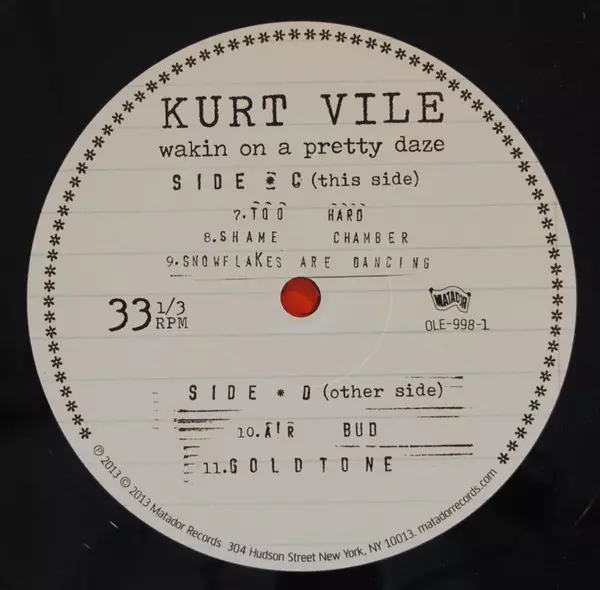 KURT VILE
wakin on a pretty daze
SIDE * C (this side)
7. TOO HARD
8. SHAME CHAMBER
9. SNOWFLAKES ARE DANCING
33 1/3 RPM
MATADOR
OLE-998-1
SIDE * D (other side)
10. AIR BUD
11. GOLDTONE
℗ 2013 © 2013 Matador Records 304 Hudson Street New York, NY 10013. matadorrecords.com